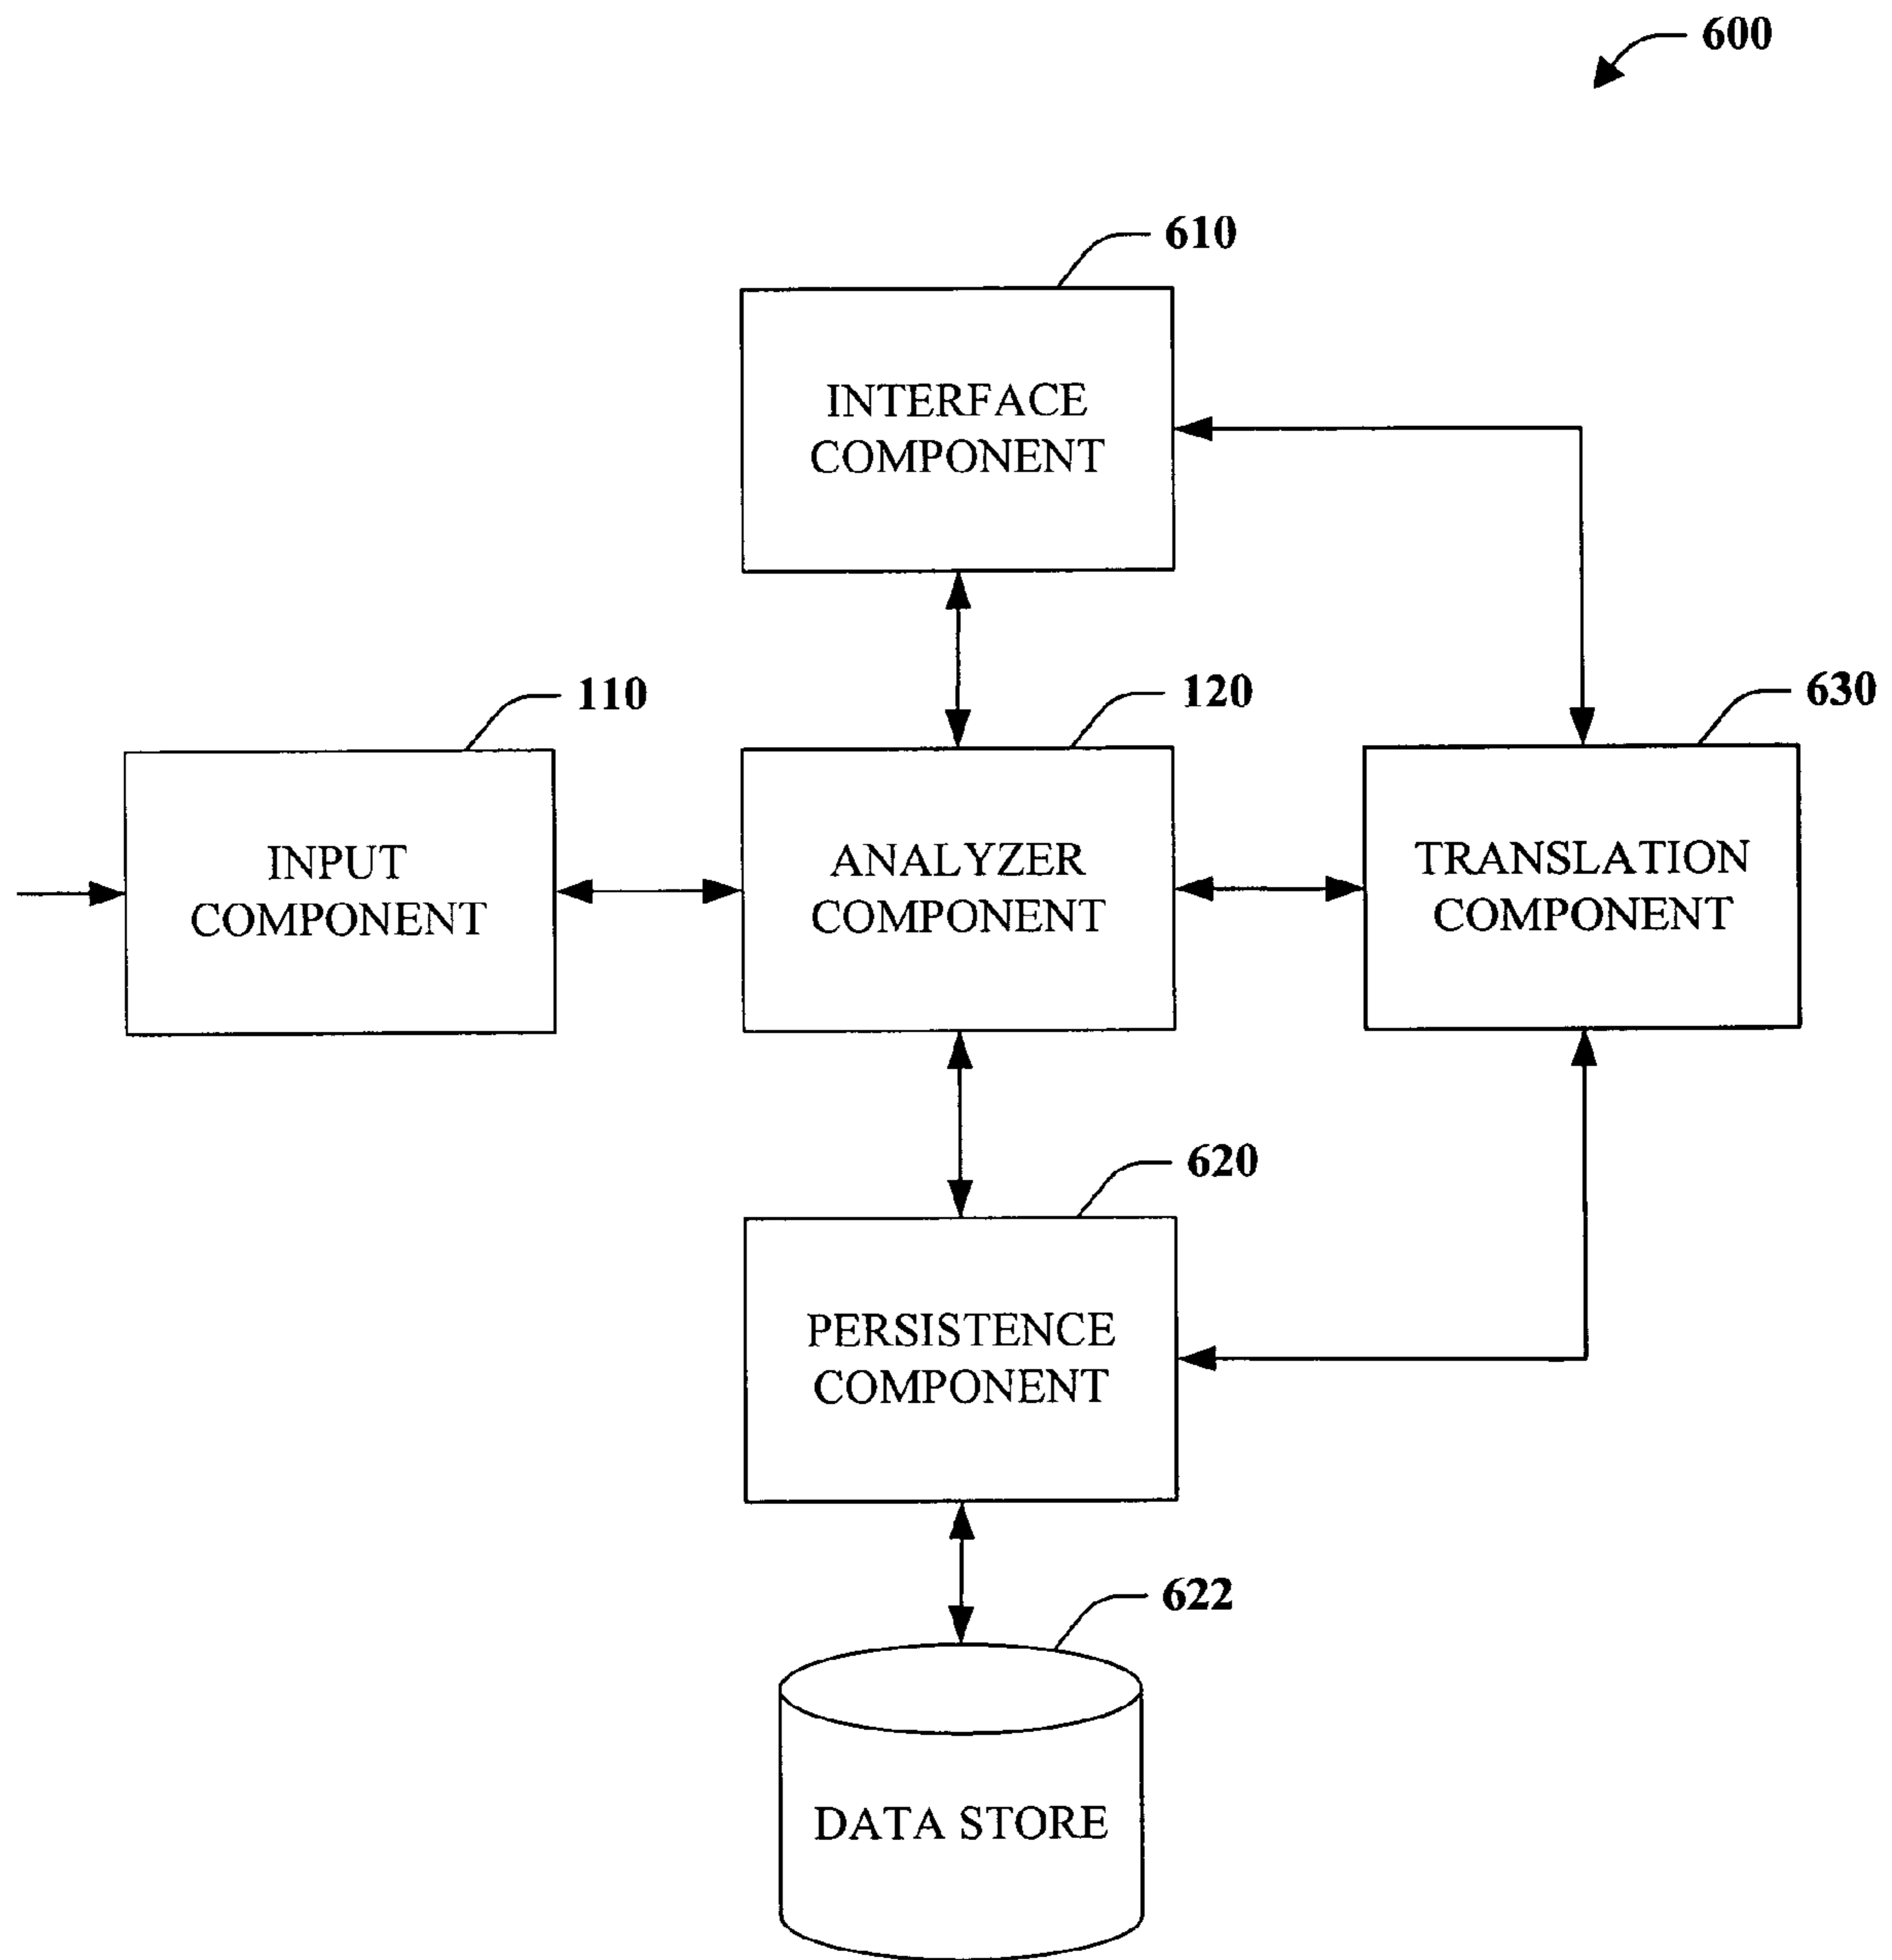 600
610
INTERFACE
COMPONENT
110
120
630
INPUT
COMPONENT
ANALYZER
COMPONENT
TRANSLATION
COMPONENT
620
PERSISTENCE
COMPONENT
622
DATA STORE